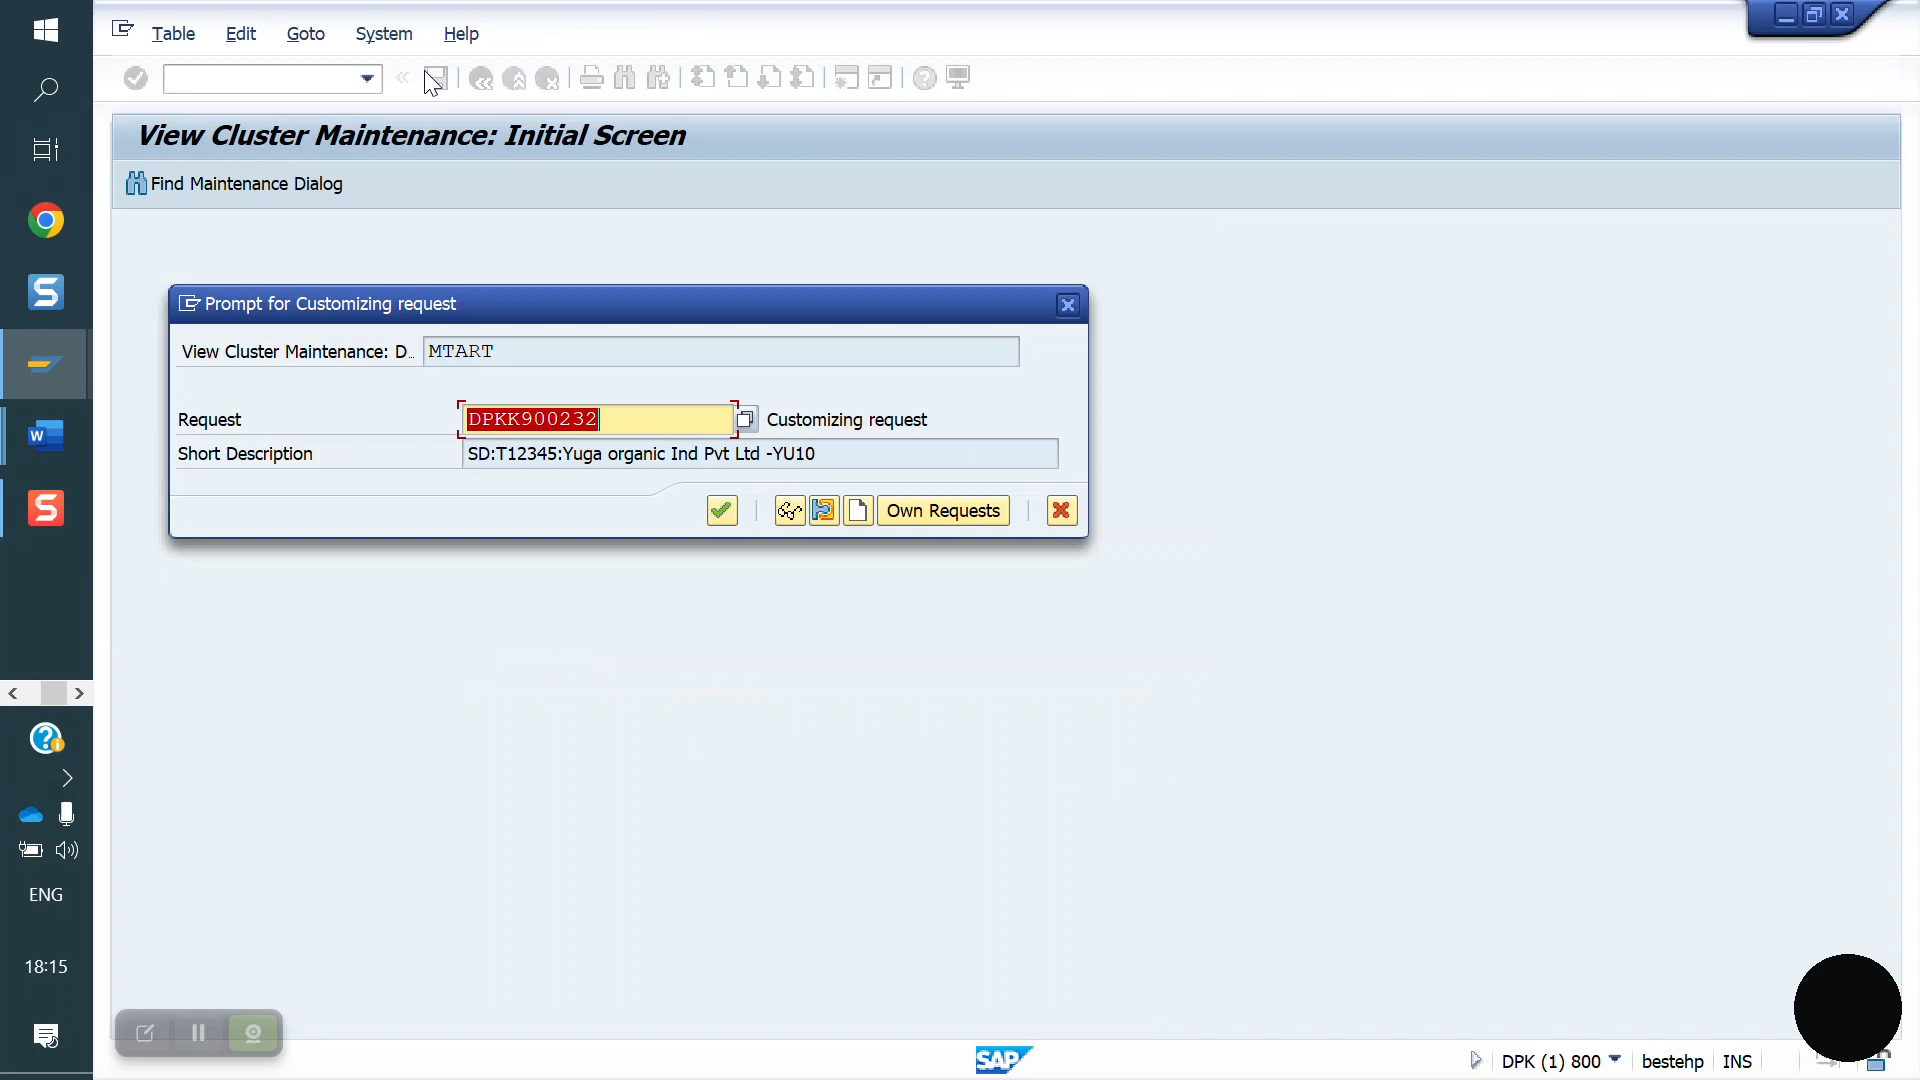 Table Edit Goto System Help
View Cluster Maintenance: Initial Screen
Find Maintenance Dialog
Prompt for Customizing request
View Cluster Maintenance: D.. MTART
Request DPKK900232 Customizing request
Short Description SD:T12345:Yuga organic Ind Pvt Ltd -YU10
Own Requests
ENG
18:15
SAP
DPK (1) 800 bestehp INS